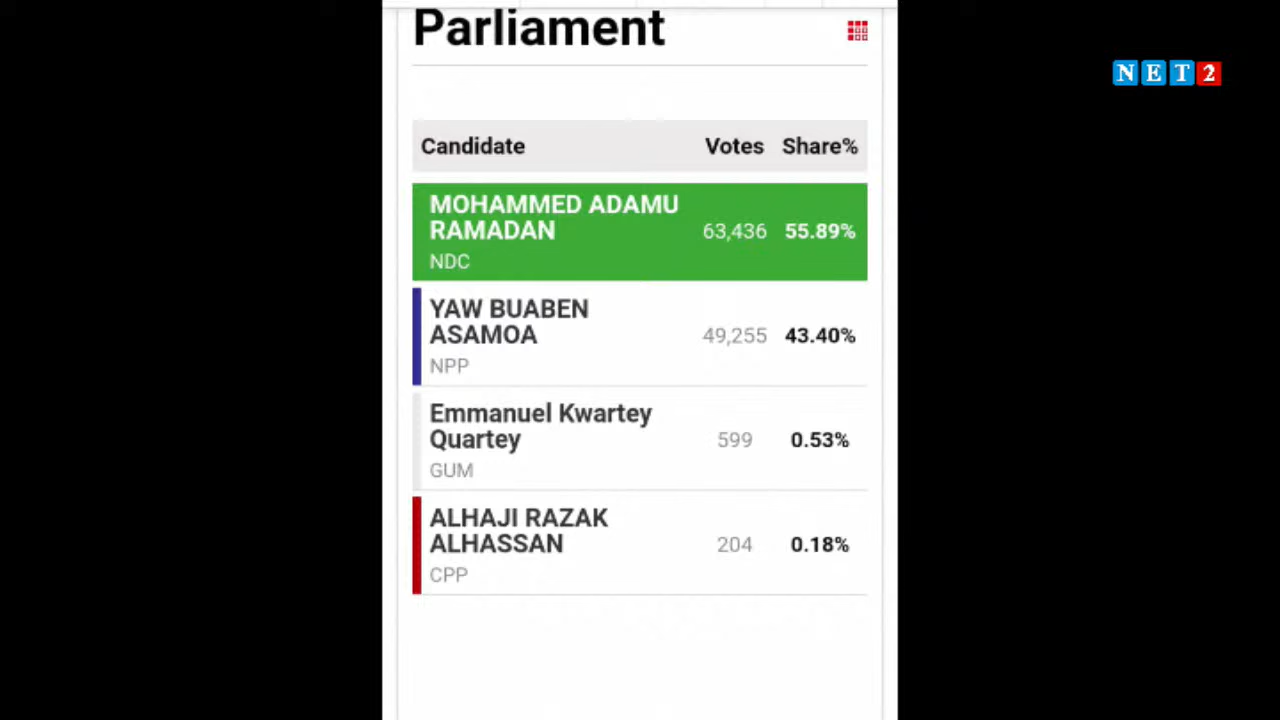 Parliament
NET2
Candidate Votes Share%
MOHAMMED ADAMU
RAMADAN
63,436 55.89%
NDC
YAW BUABEN
ASAMOA
49,255 43.40%
NPP
Emmanuel Kwartey
Quartey
599 0.53%
GUM
ALHAJI RAZAK
ALHASSAN
204 0.18%
CPP